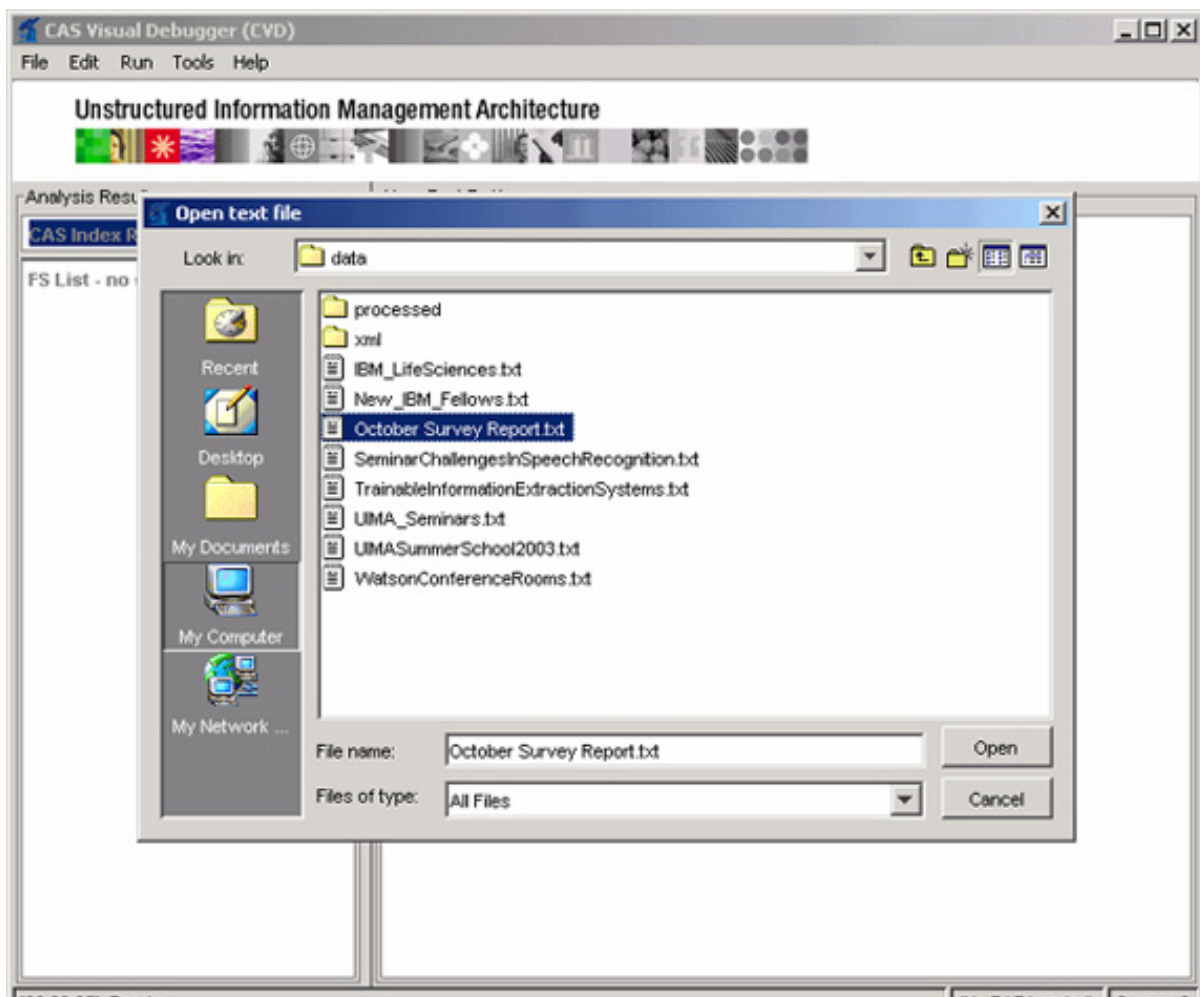 CAS Visual Debugger (CVD)
File Edit Run Tools Help
Unstructured Information Management Architecture
Analysis
CAS Index
FS List - no
Open text file
Look in: data
processed
xml
IBM_LifeSciences.txt
New_IBM_Fellows.txt
October Survey Report.txt
SeminarChallengesInSpeechRecognition.txt
TrainableInformationExtractionSystems.txt
UIMA_Seminars.txt
UIMASummerSchool2003.txt
WatsonConferenceRooms.txt
Recent
Desktop
My Documents
My Computer
My Network ...
File name: October Survey Report.txt Open
Files of type: All Files Cancel